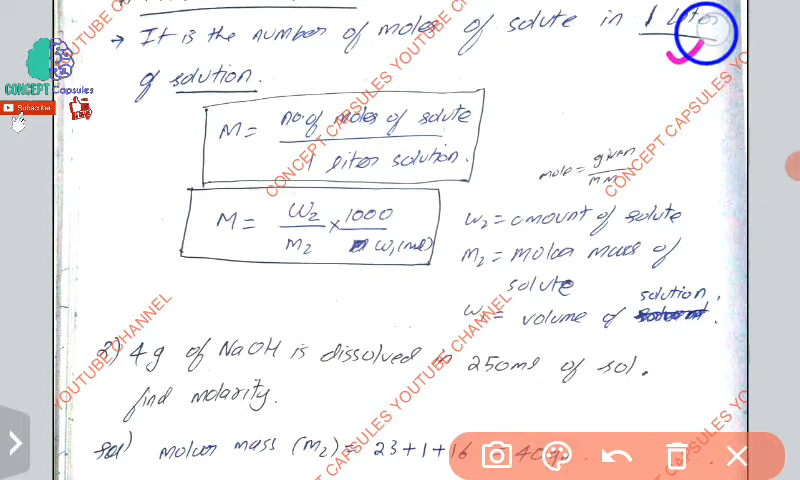 → It is the number of moles of solute in 1 Liter
of solution.
M = no. of moles of solute / 1 liter solution.
mole = given / m m
M = W2 / m2 × 1000 / W1 (ml)
W2 = amount of solute
m2 = molar mass of
solute
W1 = volume of solution.
4g of NaOH is dissolved in 250ml of sol.
find molarity.
sol) molar mass (m2) = 23+1+16 40g.
CONCEPT Capsules
Subscribe
CONCEPT CAPSULES YOUTUBE CHANNEL